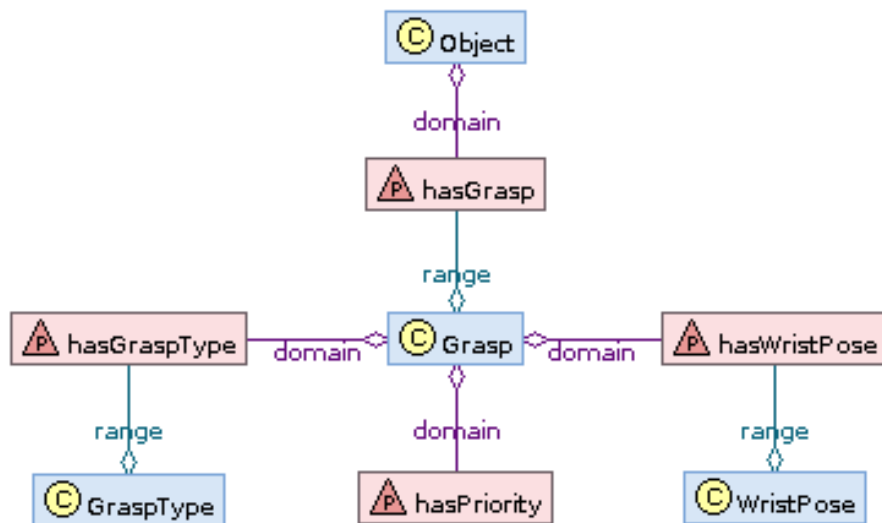 C Object
domain
P hasGrasp
range
P hasGraspType
domain
C Grasp
domain
P hasWristPose
range
domain
range
C GraspType
P hasPriority
C WristPose